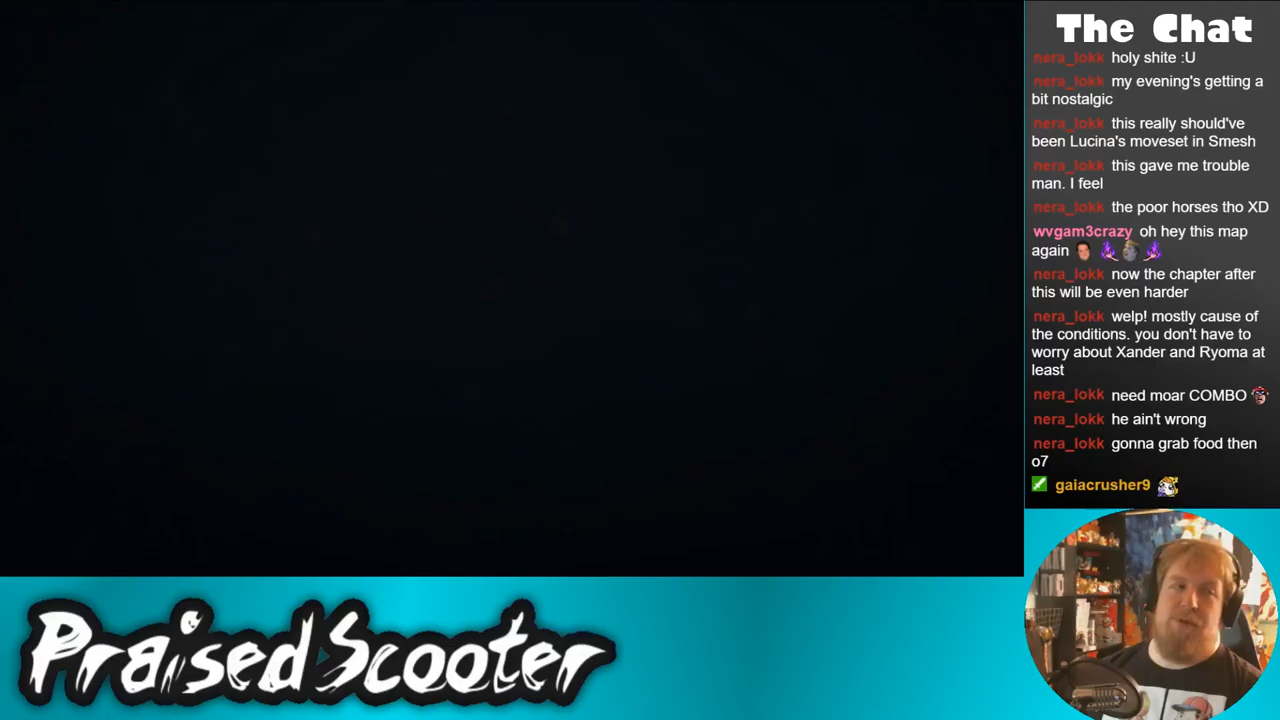 The Chat
nera_lokk holy shite :U
nera_lokk my evening's getting a
bit nostalgic
nera_lokk this really should've
been Lucina's moveset in Smesh
nera_lokk this gave me trouble
man. I feel
nera_lokk the poor horses tho XD
wvgam3crazy oh hey this map
again
nera_lokk now the chapter after
this will be even harder
nera_lokk welp! mostly cause of
the conditions. you don't have to
worry about Xander and Ryoma at
least
nera_lokk need moar COMBO
nera_lokk he ain't wrong
nera_lokk gonna grab food then
o7
gaiacrusher9
PraisedScooter